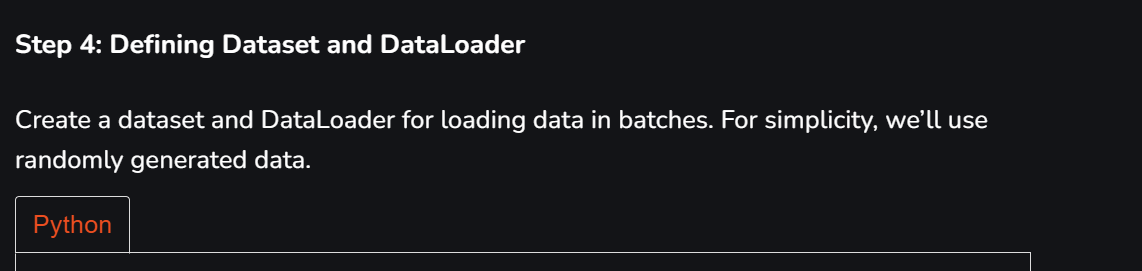 Step 4: Defining Dataset and DataLoader
Create a dataset and DataLoader for loading data in batches. For simplicity, we’ll use
randomly generated data.
Python